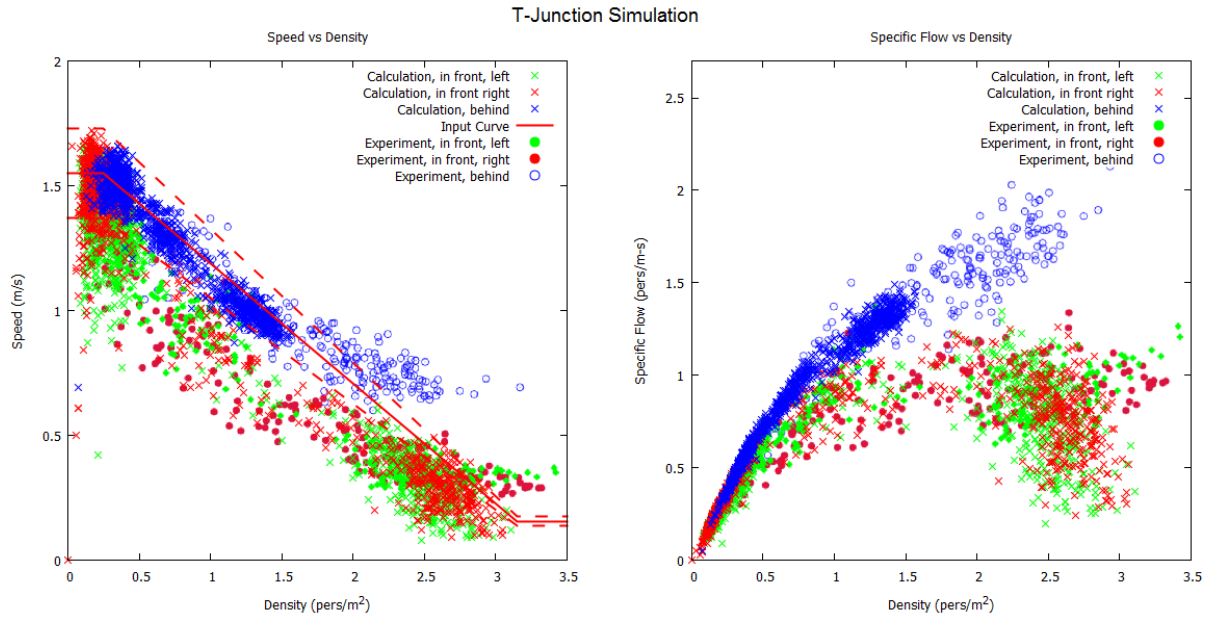 T-Junction Simulation
Speed vs Density
2
1.5
1
0.5
0
Speed (m/s)
Calculation, in front, left
Calculation, in front right
Calculation, behind
Input Curve
Experiment, in front, left
Experiment, in front, right
Experiment, behind
0 0.5 1 1.5 2 2.5 3 3.5
Density (pers/m²)
Specific Flow vs Density
2.5
2
1.5
1
0.5
0
Specific Flow (pers/m-s)
Calculation, in front, left
Calculation, in front right
Calculation, behind
Experiment, in front, left
Experiment, in front, right
Experiment, behind
0 0.5 1 1.5 2 2.5 3 3.5
Density (pers/m²)